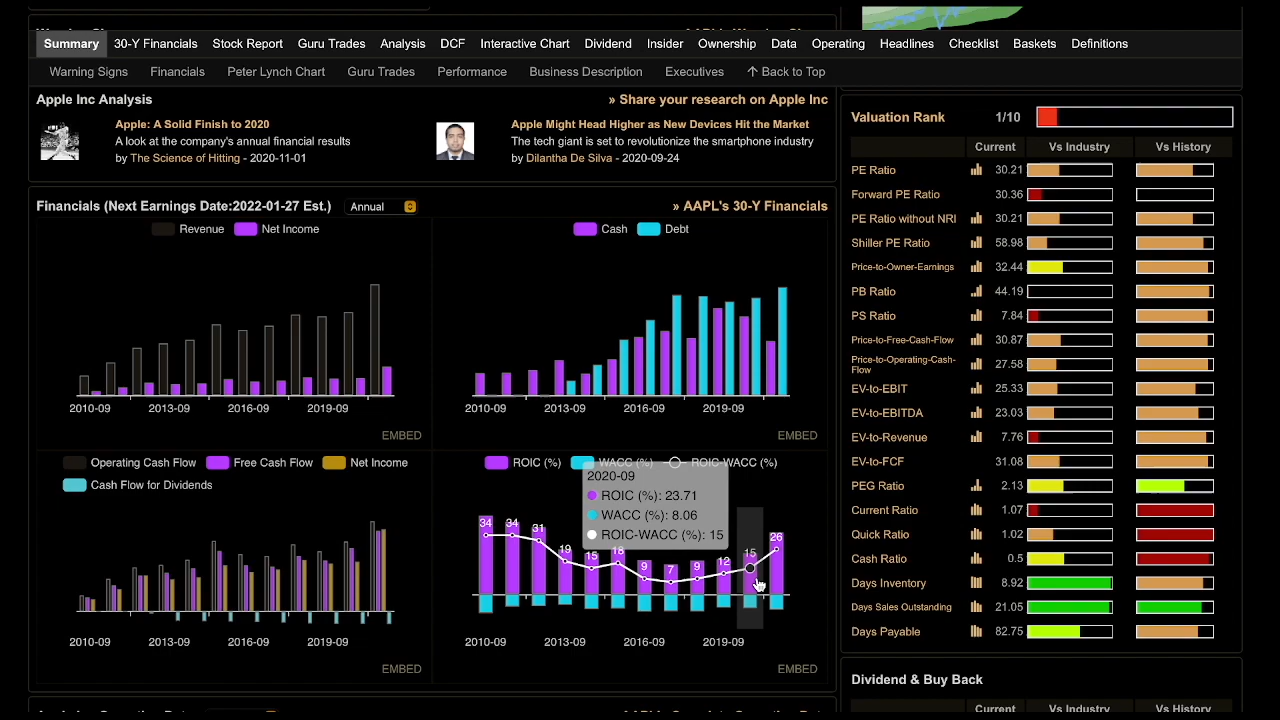 Summary 30-Y Financials Stock Report Guru Trades Analysis DCF Interactive Chart Dividend Insider Ownership Data Operating Headlines Checklist Baskets Definitions
Warning Signs Financials Peter Lynch Chart Guru Trades Performance Business Description Executives ↑ Back to Top
Apple Inc Analysis » Share your research on Apple Inc
Apple: A Solid Finish to 2020
A look at the company's annual financial results
by The Science of Hitting - 2020-11-01
Apple Might Head Higher as New Devices Hit the Market
The tech giant is set to revolutionize the smartphone industry
by Dilantha De Silva - 2020-09-24
Financials (Next Earnings Date:2022-01-27 Est.) Annual » AAPL's 30-Y Financials
Revenue Net Income
2010-09 2013-09 2016-09 2019-09
EMBED
Cash Debt
2010-09 2013-09 2016-09 2019-09
EMBED
Operating Cash Flow Free Cash Flow Net Income
Cash Flow for Dividends
2010-09 2013-09 2016-09 2019-09
EMBED
ROIC (%) WACC (%) ROIC-WACC (%)
2020-09
ROIC (%): 23.71
WACC (%): 8.06
ROIC-WACC (%): 15
34 34 31 19 15 18 9 7 9 12 15 26
2010-09 2013-09 2016-09 2019-09
EMBED
Valuation Rank 1/10
Current Vs Industry Vs History
PE Ratio 30.21
Forward PE Ratio 30.36
PE Ratio without NRI 30.21
Shiller PE Ratio 58.98
Price-to-Owner-Earnings 32.44
PB Ratio 44.19
PS Ratio 7.84
Price-to-Free-Cash-Flow 30.87
Price-to-Operating-Cash-
Flow 27.58
EV-to-EBIT 25.33
EV-to-EBITDA 23.03
EV-to-Revenue 7.76
EV-to-FCF 31.08
PEG Ratio 2.13
Current Ratio 1.07
Quick Ratio 1.02
Cash Ratio 0.5
Days Inventory 8.92
Days Sales Outstanding 21.05
Days Payable 82.75
Dividend & Buy Back
Current Vs Industry Vs History